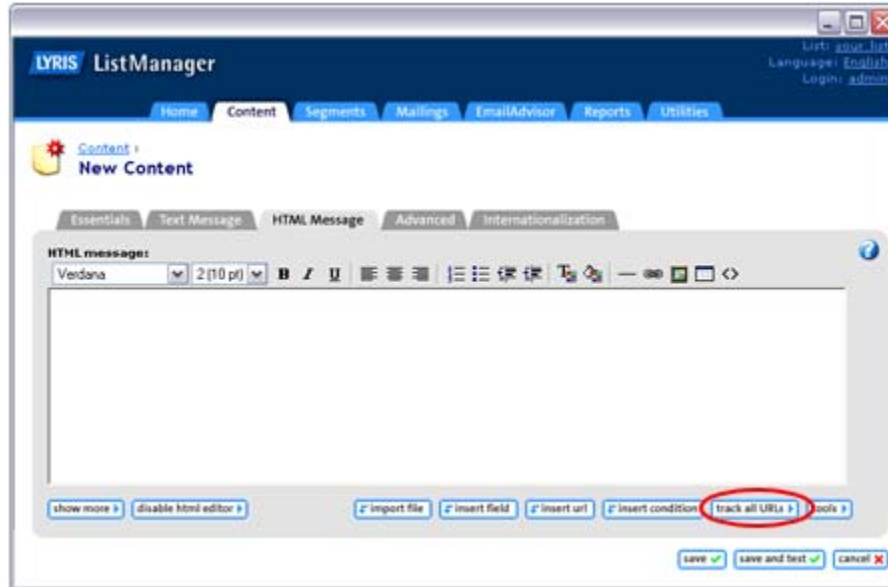 List: your_list
LYRIS ListManager
Language: English
Login: admin
Home Content Segments Mailings EmailAdvisor Reports Utilities
Content ›
New Content
Essentials Text Message HTML Message Advanced Internationalization
HTML message:
Verdana 2 (10 pt) B I U
show more disable html editor import file insert field insert url insert condition track all URLs tools
save save and test cancel